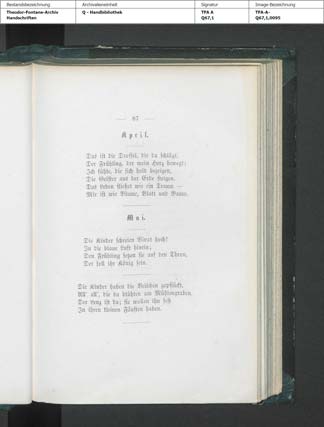 Bestandsbezeichnung Archivalieneinheit Signatur Image-Bezeichnung
Theodor-Fontane-Archiv Q - Handbibliothek TFA A TFA-A-
Handschriften Q67,1 Q67,1,0095
— 87 —
April.
Das ist die Drossel, die da schlägt,
Der Frühling, der mein Herz bewegt;
Ich fühle, die sich hold bezeigen,
Die Geister aus der Erde steigen.
Das Leben fließet wie ein Traum —
Mir ist wie Blume, Blatt und Baum.
Mai.
Die Kinder schreien Vivat hoch!
In die blaue Luft hinein;
Den Frühling setzen sie auf den Thron,
Der soll ihr König sein.
Die Kinder haben die Veilchen gepflückt,
All', all', die da blühten am Mühlengraben.
Der Lenz ist da; sie wollen ihn fest
In ihren kleinen Fäusten haben.